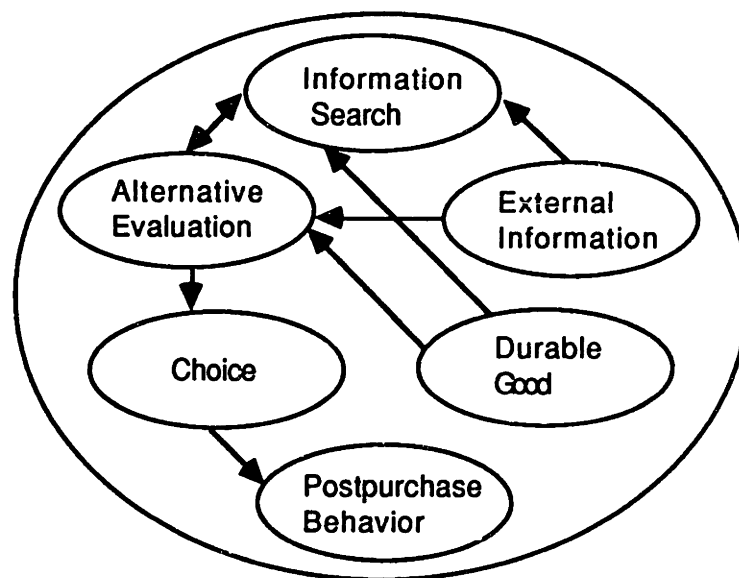 Information
Search
Alternative
Evaluation
External
Information
Choice
Durable
Good
Postpurchase
Behavior